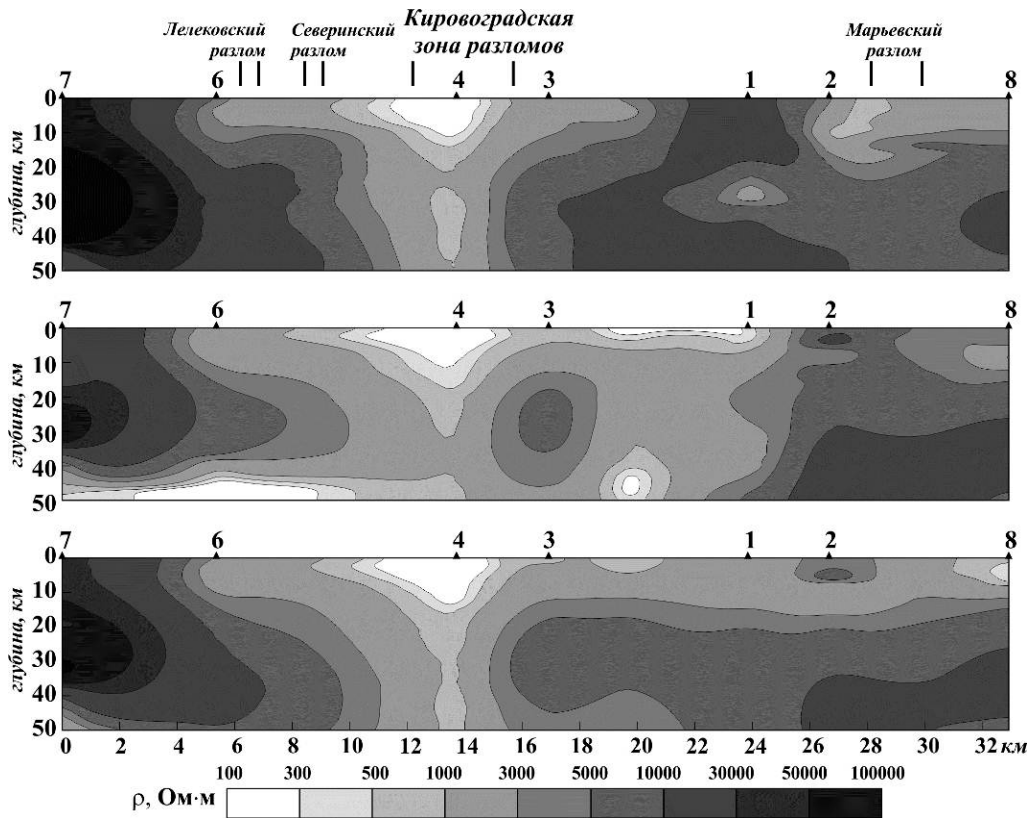 Кировоградская
зона разломов
Лелековский
разлом
Северинский
разлом
Марьевский
разлом
7 6 4 3 1 2 8
0
10
20
30
40
50
глубина, км
7 6 4 3 1 2 8
0
10
20
30
40
50
глубина, км
7 6 4 3 1 2 8
0
10
20
30
40
50
глубина, км
0 2 4 6 8 10 12 14 16 18 20 22 24 26 28 30 32 км
100 300 500 1000 3000 5000 10000 30000 50000 100000
ρ, Ом·м